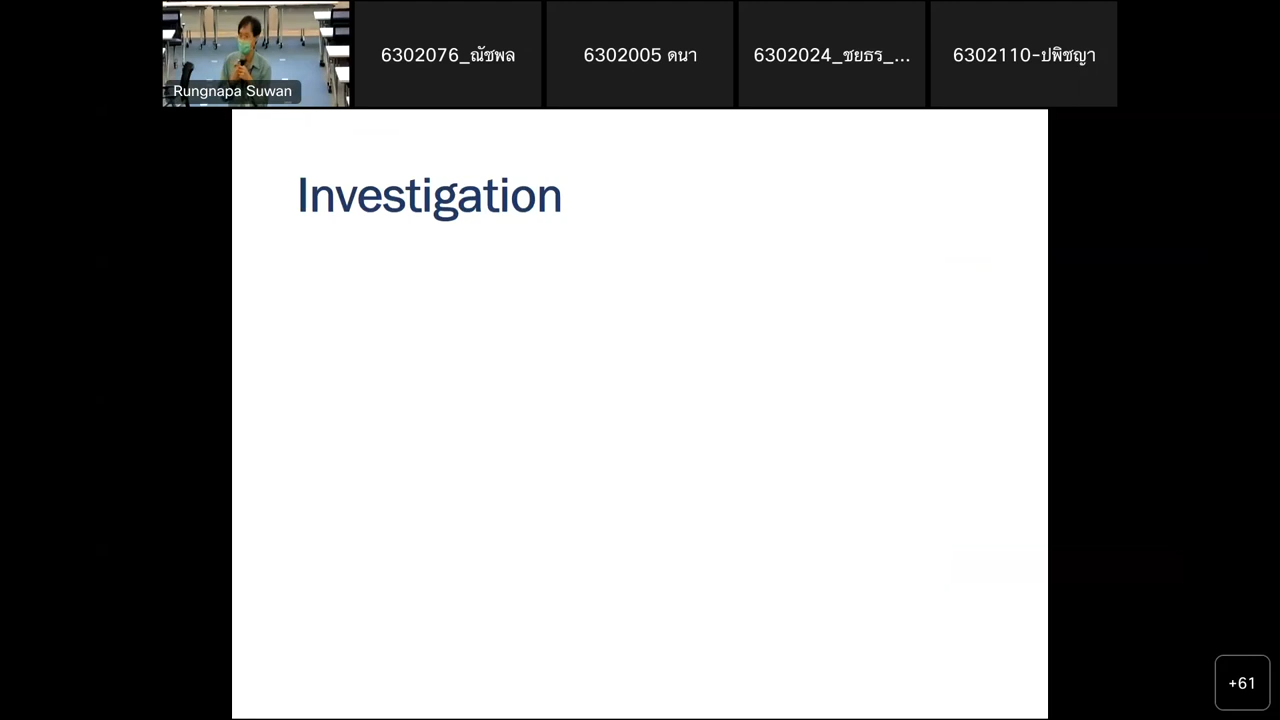 Rungnapa Suwan
6302076_ณัชพล
6302005 ดนา
6302024_ชยธร_...
6302110-ปพิชญา
Investigation
+61